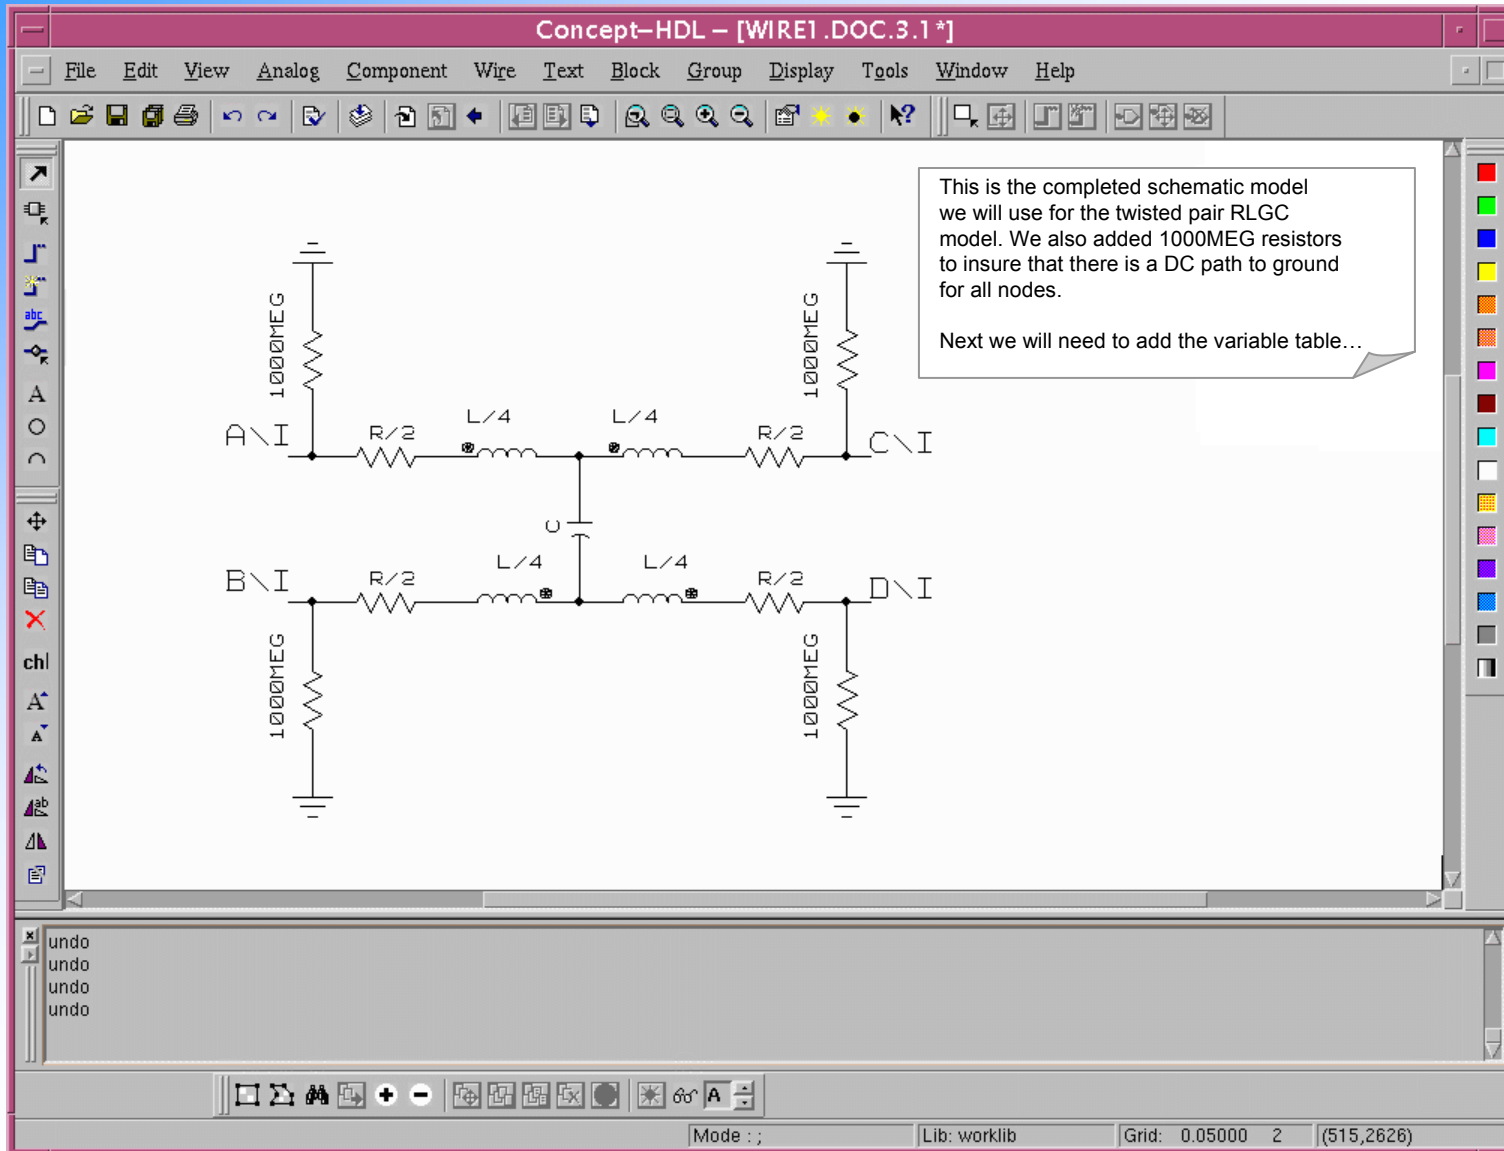 Concept-HDL – [WIRE1.DOC.3.1*]
File Edit View Analog Component Wire Text Block Group Display Tools Window Help
This is the completed schematic model
we will use for the twisted pair RLGC
model. We also added 1000MEG resistors
to insure that there is a DC path to ground
for all nodes.
Next we will need to add the variable table…
1000MEG
1000MEG
A\I
R/2
L/4
L/4
R/2
C\I
C
B\I
R/2
L/4
L/4
R/2
D\I
1000MEG
1000MEG
abc
A
chl
A
A
ab
undo
undo
undo
undo
A
Mode : ;
Lib: worklib
Grid: 0.05000 2
(515,2626)